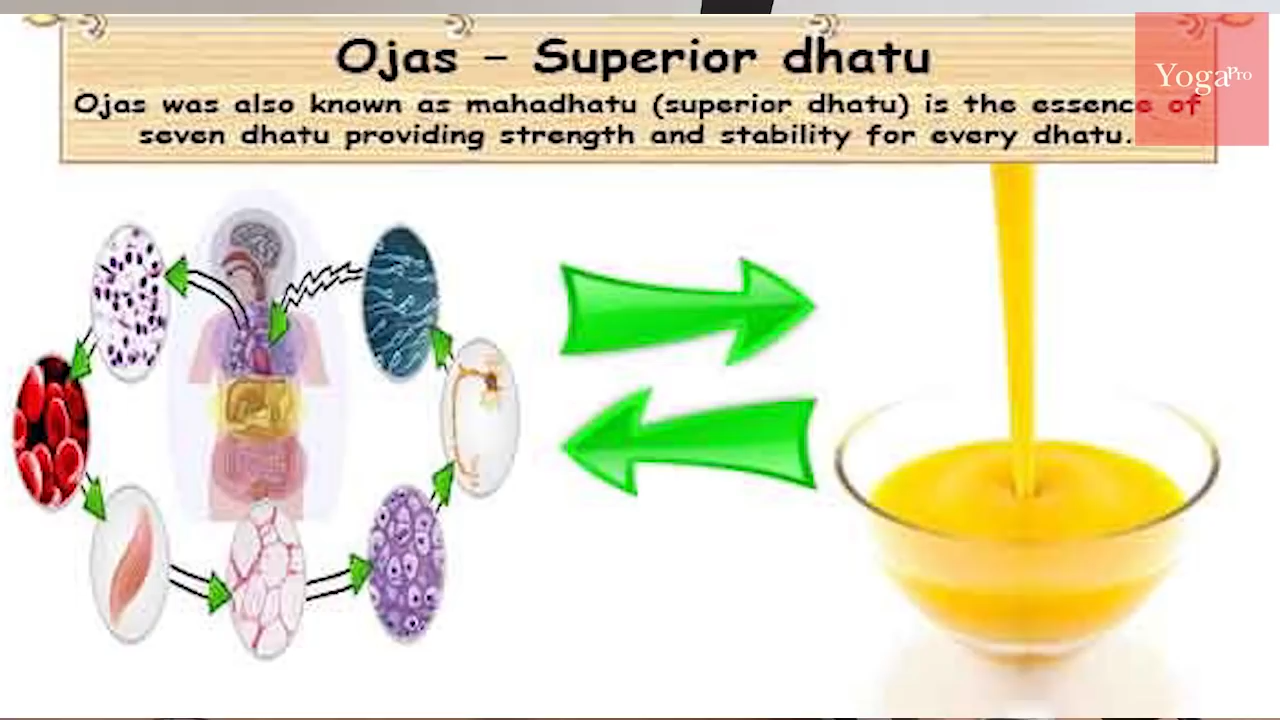 Ojas – Superior dhatu
Ojas was also known as mahadhatu (superior dhatu) is the essence of
seven dhatu providing strength and stability for every dhatu.
YogaPro